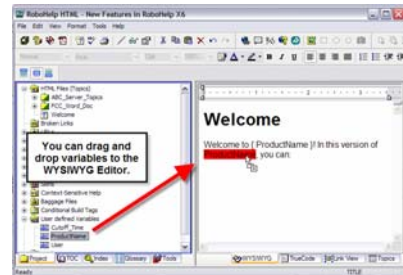 RoboHelp HTML - New Features in RoboHelp X6
File Edit View Format Tools Help
HTML Files (Topics)
ABC_Server_Topics
FCC_Word_Doc
Welcome
Broken Links
You can drag and
drop variables to the
WYSIWYG Editor.
Context-Sensitive Help
Baggage Files
Conditional Build Tags
User defined Variables
Cutoff_Time
ProductName
User
Project TOC Index Glossary Tools
Welcome
Welcome to [ ProductName ]! In this version of
ProductName, you can:
WYSIWYG TrueCode Link View Topics
Ready
TITLE